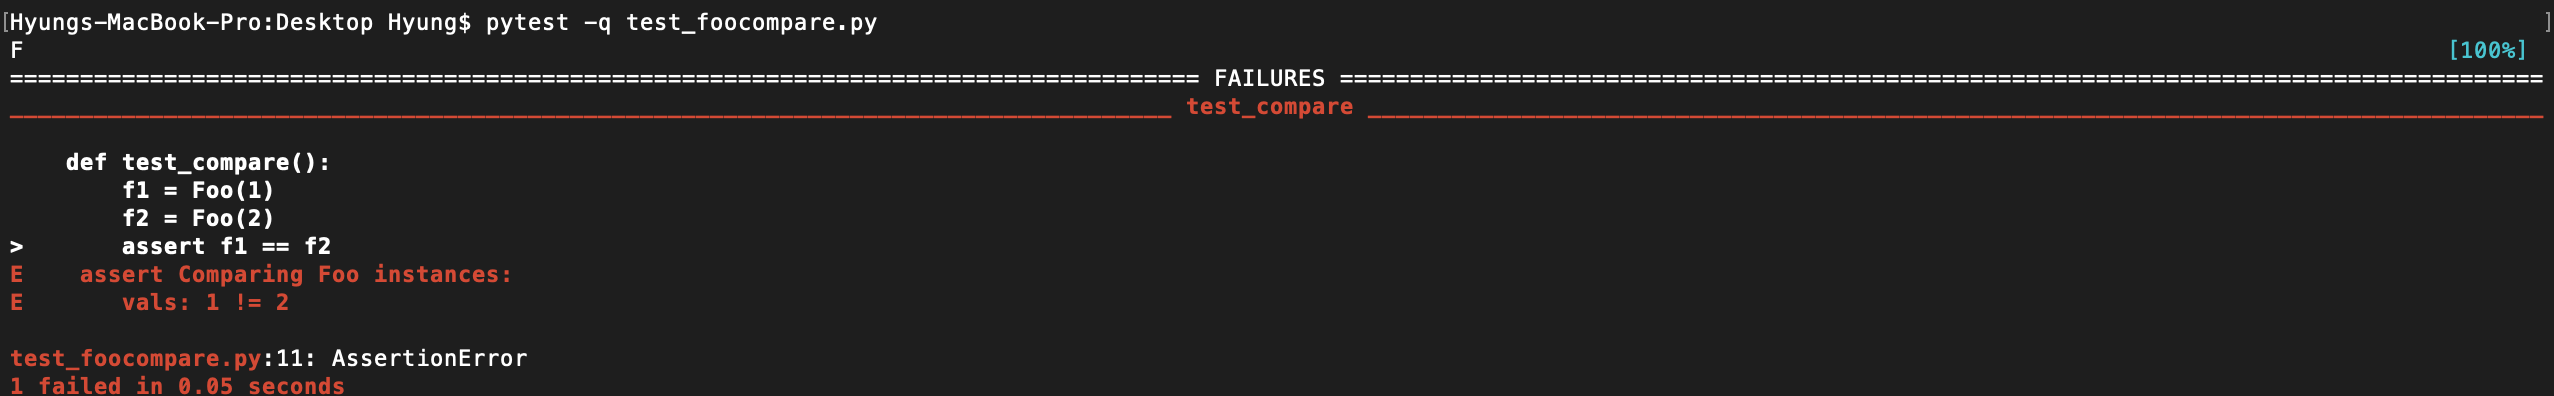 [Hyungs-MacBook-Pro:Desktop Hyung$ pytest -q test_foocompare.py ]
F [100%]
===================================================================================== FAILURES ======================================================================================
___________________________________________________________________________________ test_compare ____________________________________________________________________________________
    def test_compare():
        f1 = Foo(1)
        f2 = Foo(2)
>       assert f1 == f2
E    assert Comparing Foo instances:
E       vals: 1 != 2
test_foocompare.py:11: AssertionError
1 failed in 0.05 seconds